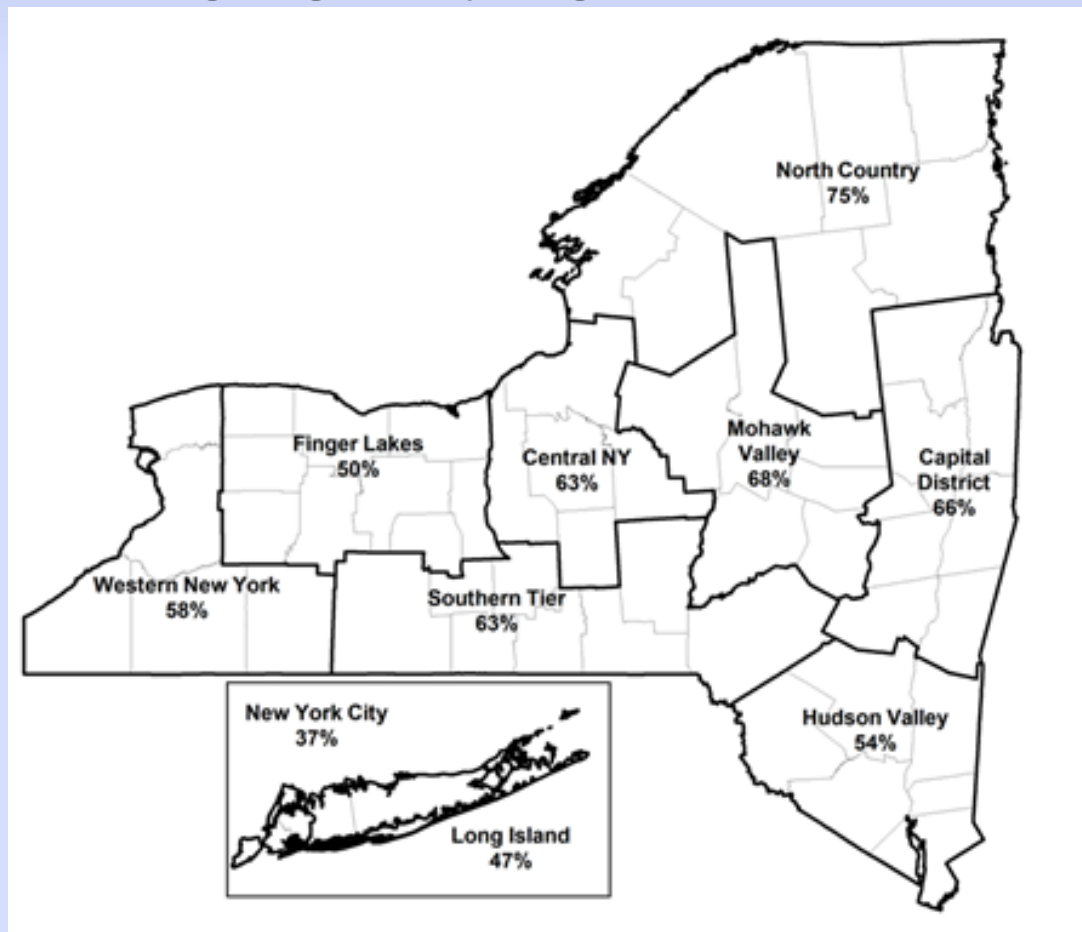 North Country
75%
Finger Lakes
50%
Central NY
63%
Mohawk
Valley
68%
Capital
District
66%
Western New York
58%
Southern Tier
63%
New York City
37%
Hudson Valley
54%
Long Island
47%